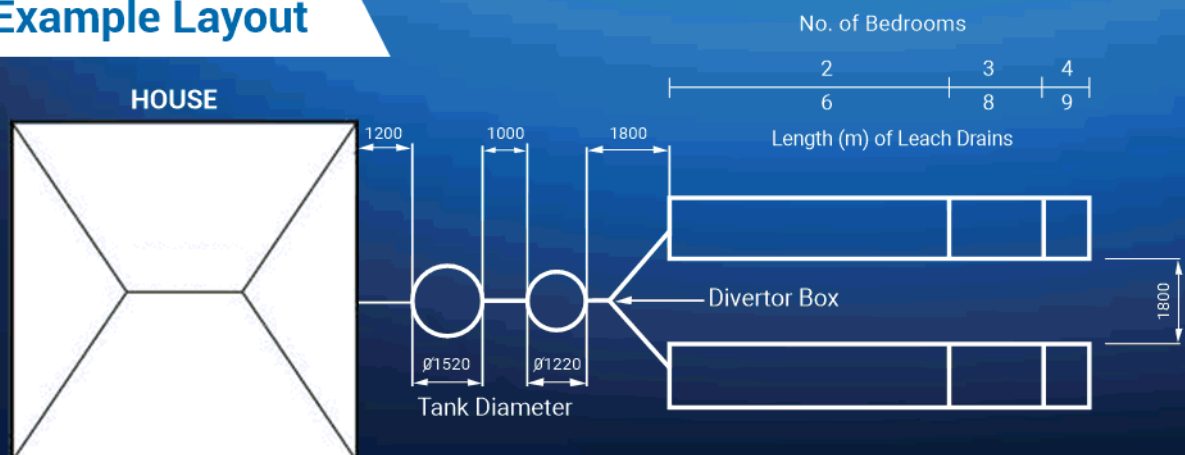 Example Layout
No. of Bedrooms
2 3 4
6 8 9
Length (m) of Leach Drains
HOUSE
1200 1000 1800
Divertor Box
1800
Ø1520 Ø1220
Tank Diameter